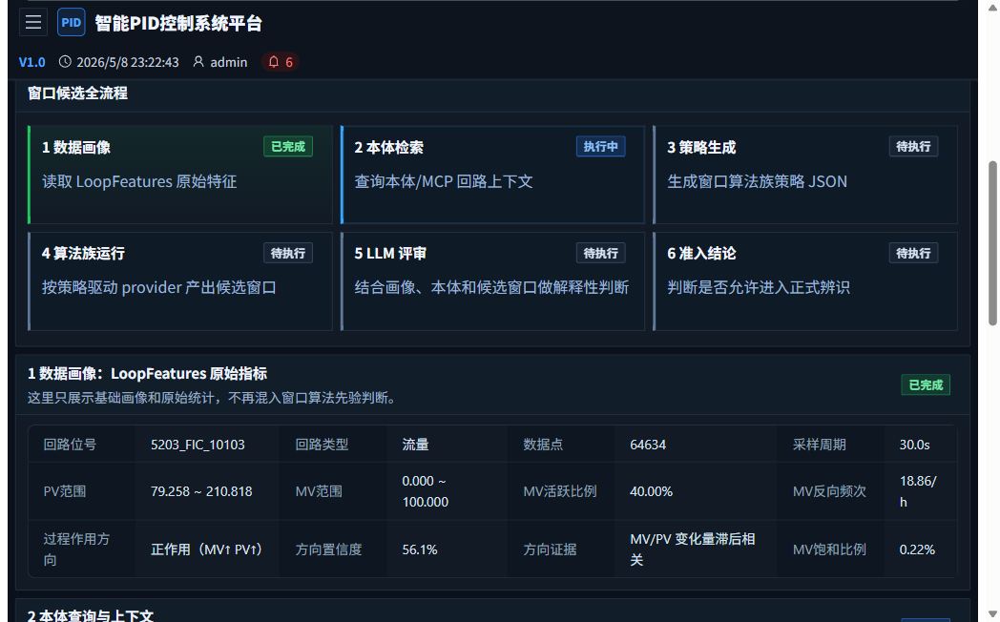 PID 智能PID控制系统平台
V1.0 2026/5/8 23:22:43 admin 6
窗口候选全流程
1 数据画像 已完成
读取 LoopFeatures 原始特征
2 本体检索 执行中
查询本体/MCP 回路上下文
3 策略生成 待执行
生成窗口算法族策略 JSON
4 算法族运行 待执行
按策略驱动 provider 产出候选窗口
5 LLM 评审 待执行
结合画像、本体和候选窗口做解释性判断
6 准入结论 待执行
判断是否允许进入正式辨识
1 数据画像：LoopFeatures 原始指标
这里只展示基础画像和原始统计，不再混入窗口算法先验判断。
已完成
回路位号 5203_FIC_10103 回路类型 流量 数据点 64634 采样周期 30.0s
PV范围 79.258 ~ 210.818 MV范围 0.000 ~
100.000 MV活跃比例 40.00% MV反向频次 18.86/
h
过程作用方
向 正作用（MV↑ PV↑） 方向置信度 56.1% 方向证据 MV/PV 变化量滞后相
关 MV饱和比例 0.22%
2 本体查询与上下文